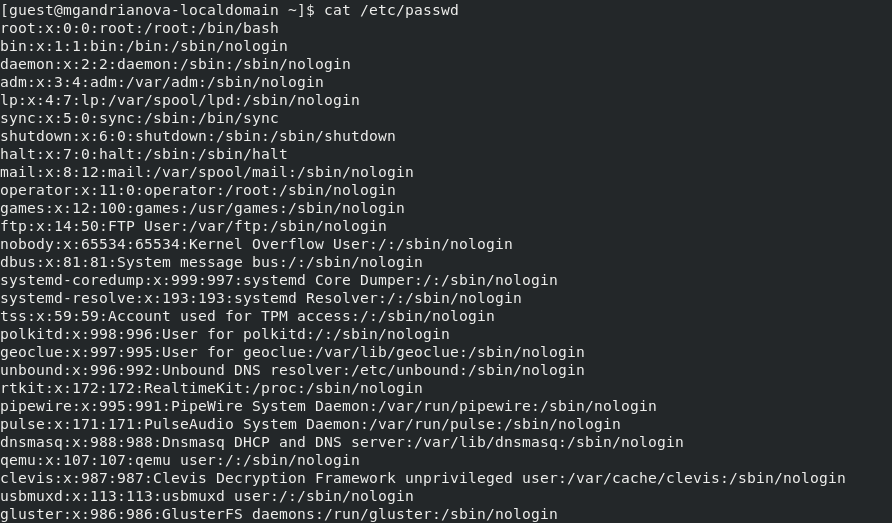 [guest@mgandrianova-localdomain ~]$ cat /etc/passwd
root:x:0:0:root:/root:/bin/bash
bin:x:1:1:bin:/bin:/sbin/nologin
daemon:x:2:2:daemon:/sbin:/sbin/nologin
adm:x:3:4:adm:/var/adm:/sbin/nologin
lp:x:4:7:lp:/var/spool/lpd:/sbin/nologin
sync:x:5:0:sync:/sbin:/bin/sync
shutdown:x:6:0:shutdown:/sbin:/sbin/shutdown
halt:x:7:0:halt:/sbin:/sbin/halt
mail:x:8:12:mail:/var/spool/mail:/sbin/nologin
operator:x:11:0:operator:/root:/sbin/nologin
games:x:12:100:games:/usr/games:/sbin/nologin
ftp:x:14:50:FTP User:/var/ftp:/sbin/nologin
nobody:x:65534:65534:Kernel Overflow User:/:/sbin/nologin
dbus:x:81:81:System message bus:/:/sbin/nologin
systemd-coredump:x:999:997:systemd Core Dumper:/:/sbin/nologin
systemd-resolve:x:193:193:systemd Resolver:/:/sbin/nologin
tss:x:59:59:Account used for TPM access:/:/sbin/nologin
polkitd:x:998:996:User for polkitd:/:/sbin/nologin
geoclue:x:997:995:User for geoclue:/var/lib/geoclue:/sbin/nologin
unbound:x:996:992:Unbound DNS resolver:/etc/unbound:/sbin/nologin
rtkit:x:172:172:RealtimeKit:/proc:/sbin/nologin
pipewire:x:995:991:PipeWire System Daemon:/var/run/pipewire:/sbin/nologin
pulse:x:171:171:PulseAudio System Daemon:/var/run/pulse:/sbin/nologin
dnsmasq:x:988:988:Dnsmasq DHCP and DNS server:/var/lib/dnsmasq:/sbin/nologin
qemu:x:107:107:qemu user:/:/sbin/nologin
clevis:x:987:987:Clevis Decryption Framework unprivileged user:/var/cache/clevis:/sbin/nologin
usbmuxd:x:113:113:usbmuxd user:/:/sbin/nologin
gluster:x:986:986:GlusterFS daemons:/run/gluster:/sbin/nologin